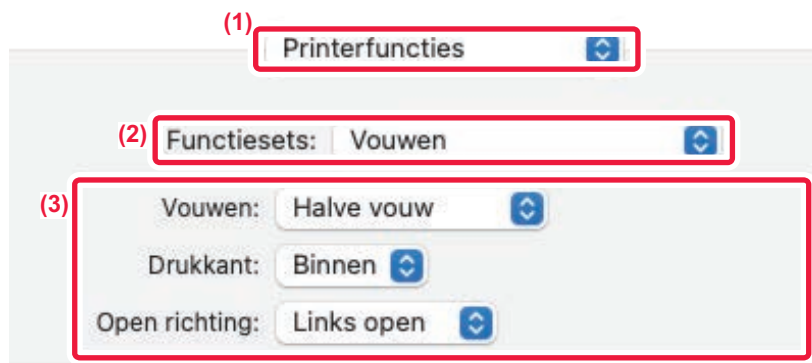 (1) Printerfuncties
(2) Functiesets: Vouwen
(3) Vouwen: Halve vouw
Drukkant: Binnen
Open richting: Links open